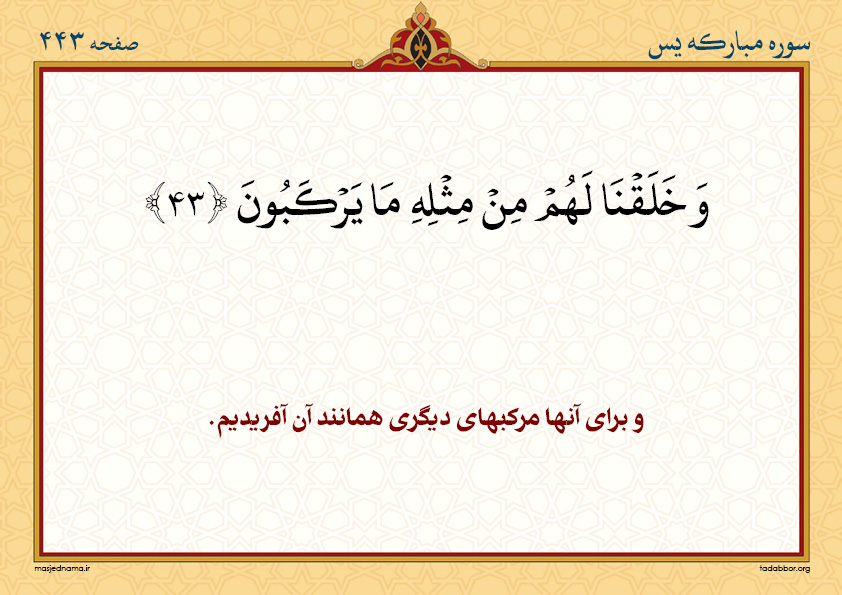 سوره مبارکه یس
صفحه ۴۴۳
وَ خَلَقْنَا لَهُمْ مِنْ مِثْلِهِ مَا يَرْكَبُونَ ﴿۴۳﴾
و برای آنها مرکبهای دیگری همانند آن آفریدیم.
masjednama.ir
tadabbor.org